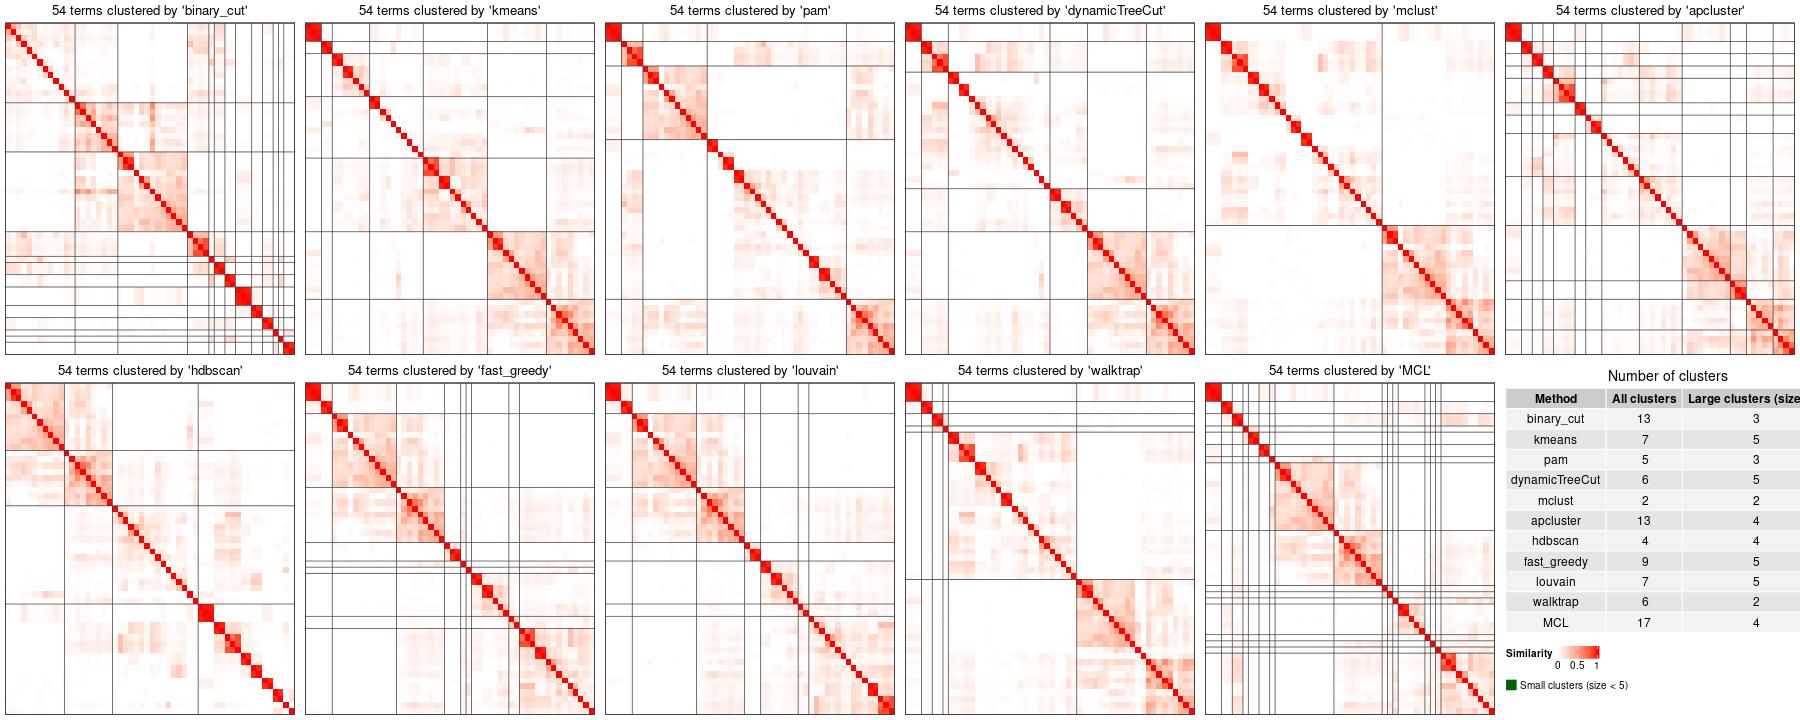 54 terms clustered by 'binary_cut'
54 terms clustered by 'kmeans'
54 terms clustered by 'pam'
54 terms clustered by 'dynamicTreeCut'
54 terms clustered by 'mclust'
54 terms clustered by 'apcluster'
54 terms clustered by 'hdbscan'
54 terms clustered by 'fast_greedy'
54 terms clustered by 'louvain'
54 terms clustered by 'walktrap'
54 terms clustered by 'MCL'
Number of clusters
Method All clusters Large clusters (size
binary_cut 13 3
kmeans 7 5
pam 5 3
dynamicTreeCut 6 5
mclust 2 2
apcluster 13 4
hdbscan 4 4
fast_greedy 9 5
louvain 7 5
walktrap 6 2
MCL 17 4
Similarity
0 0.5 1
Small clusters (size < 5)